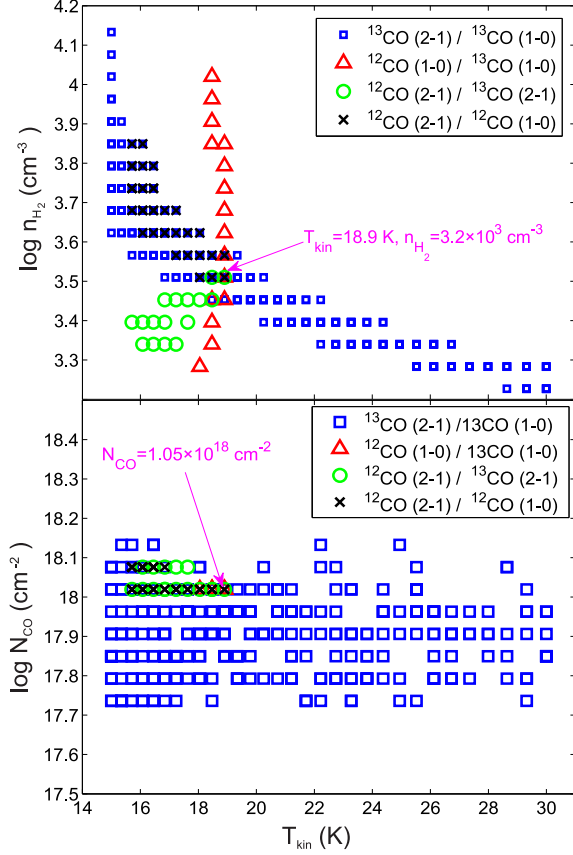 4.1
4
3.9
3.8
3.7
3.6
3.5
3.4
3.3
log n_H₂ (cm⁻³)
¹³CO (2-1) / ¹³CO (1-0)
¹²CO (1-0) / ¹³CO (1-0)
¹²CO (2-1) / ¹³CO (2-1)
¹²CO (2-1) / ¹²CO (1-0)
T_kin=18.9 K, n_H₂=3.2×10³ cm⁻³
18.4
18.3
18.2
18.1
18
17.9
17.8
17.7
17.6
17.5
log N_CO (cm⁻²)
¹³CO (2-1) /13CO (1-0)
¹²CO (1-0) / 13CO (1-0)
¹²CO (2-1) / ¹³CO (2-1)
¹²CO (2-1) / ¹²CO (1-0)
N_CO=1.05×10¹⁸ cm⁻²
14 16 18 20 22 24 26 28 30
T_kin (K)